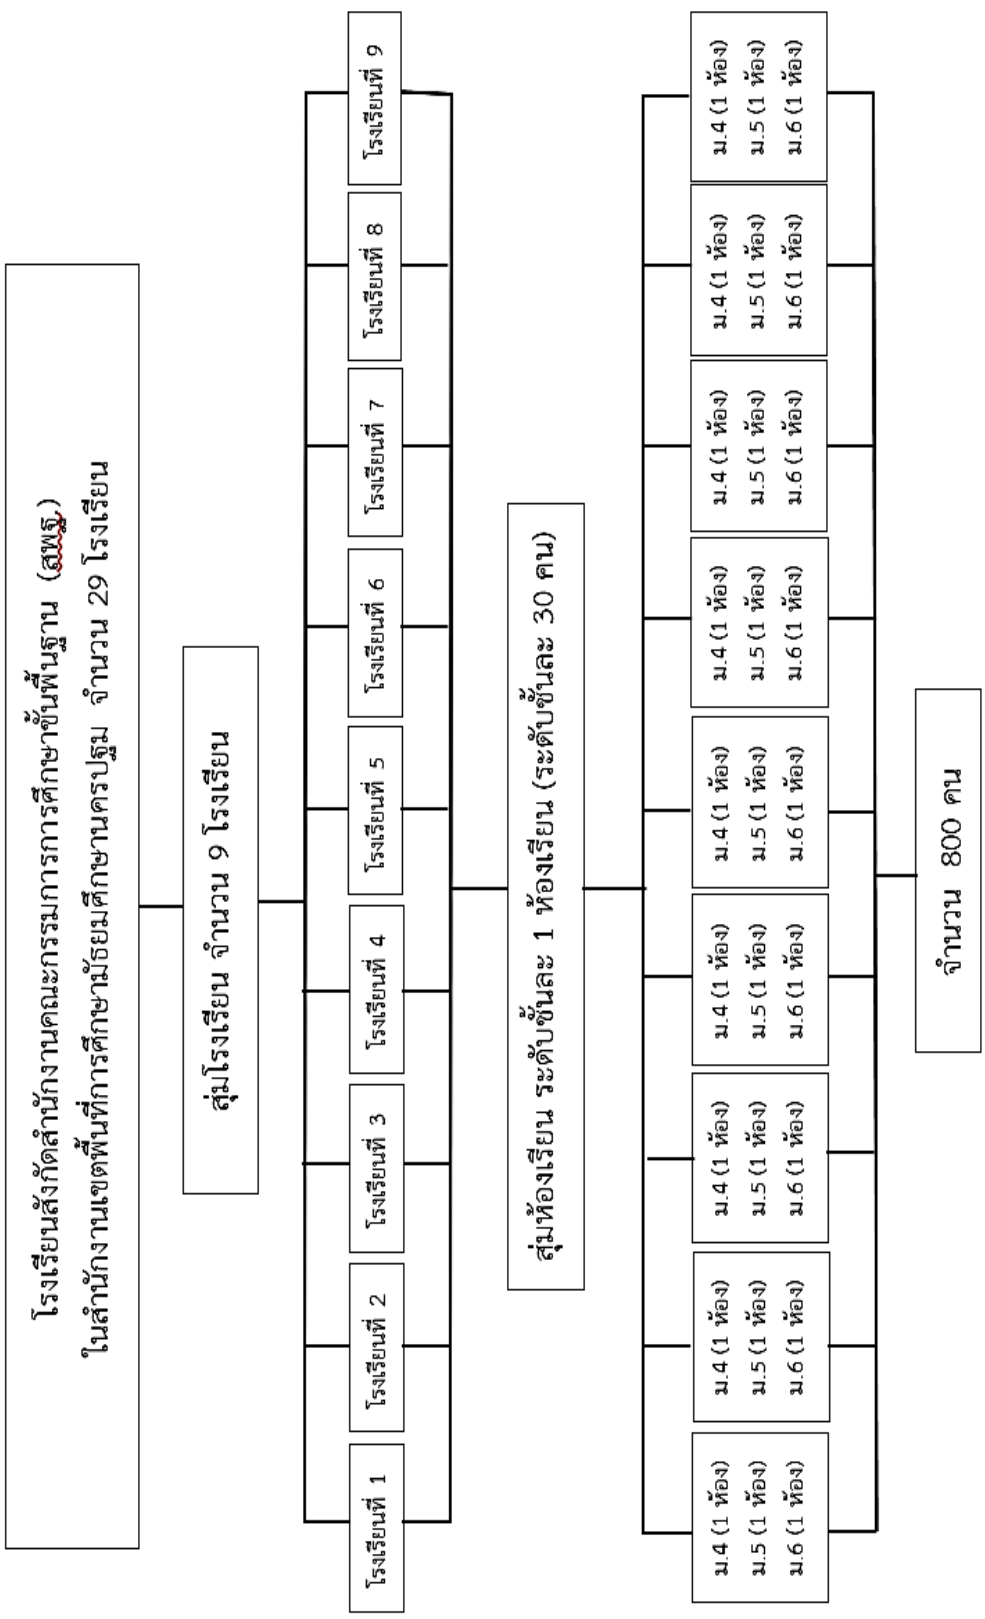 โรงเรียนสังกัดสำนักงานคณะกรรมการการศึกษาขั้นพื้นฐาน (สพฐ.)
ในสำนักงานเขตพื้นที่การศึกษามัธยมศึกษานครปฐม จำนวน 29 โรงเรียน
สุ่มโรงเรียน จำนวน 9 โรงเรียน
โรงเรียนที่ 1
โรงเรียนที่ 2
โรงเรียนที่ 3
โรงเรียนที่ 4
โรงเรียนที่ 5
โรงเรียนที่ 6
โรงเรียนที่ 7
โรงเรียนที่ 8
โรงเรียนที่ 9
สุ่มห้องเรียน ระดับชั้นละ 1 ห้องเรียน (ระดับชั้นละ 30 คน)
ม.4 (1 ห้อง)
ม.5 (1 ห้อง)
ม.6 (1 ห้อง)
ม.4 (1 ห้อง)
ม.5 (1 ห้อง)
ม.6 (1 ห้อง)
ม.4 (1 ห้อง)
ม.5 (1 ห้อง)
ม.6 (1 ห้อง)
ม.4 (1 ห้อง)
ม.5 (1 ห้อง)
ม.6 (1 ห้อง)
ม.4 (1 ห้อง)
ม.5 (1 ห้อง)
ม.6 (1 ห้อง)
ม.4 (1 ห้อง)
ม.5 (1 ห้อง)
ม.6 (1 ห้อง)
ม.4 (1 ห้อง)
ม.5 (1 ห้อง)
ม.6 (1 ห้อง)
ม.4 (1 ห้อง)
ม.5 (1 ห้อง)
ม.6 (1 ห้อง)
ม.4 (1 ห้อง)
ม.5 (1 ห้อง)
ม.6 (1 ห้อง)
จำนวน 800 คน